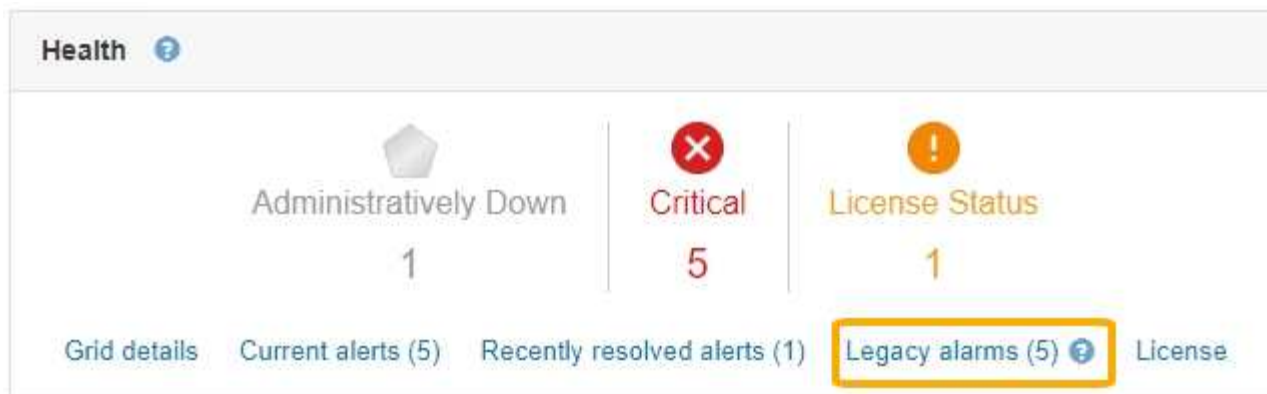 Health
Administratively Down Critical License Status
1 5 1
Grid details Current alerts (5) Recently resolved alerts (1) Legacy alarms (5) License